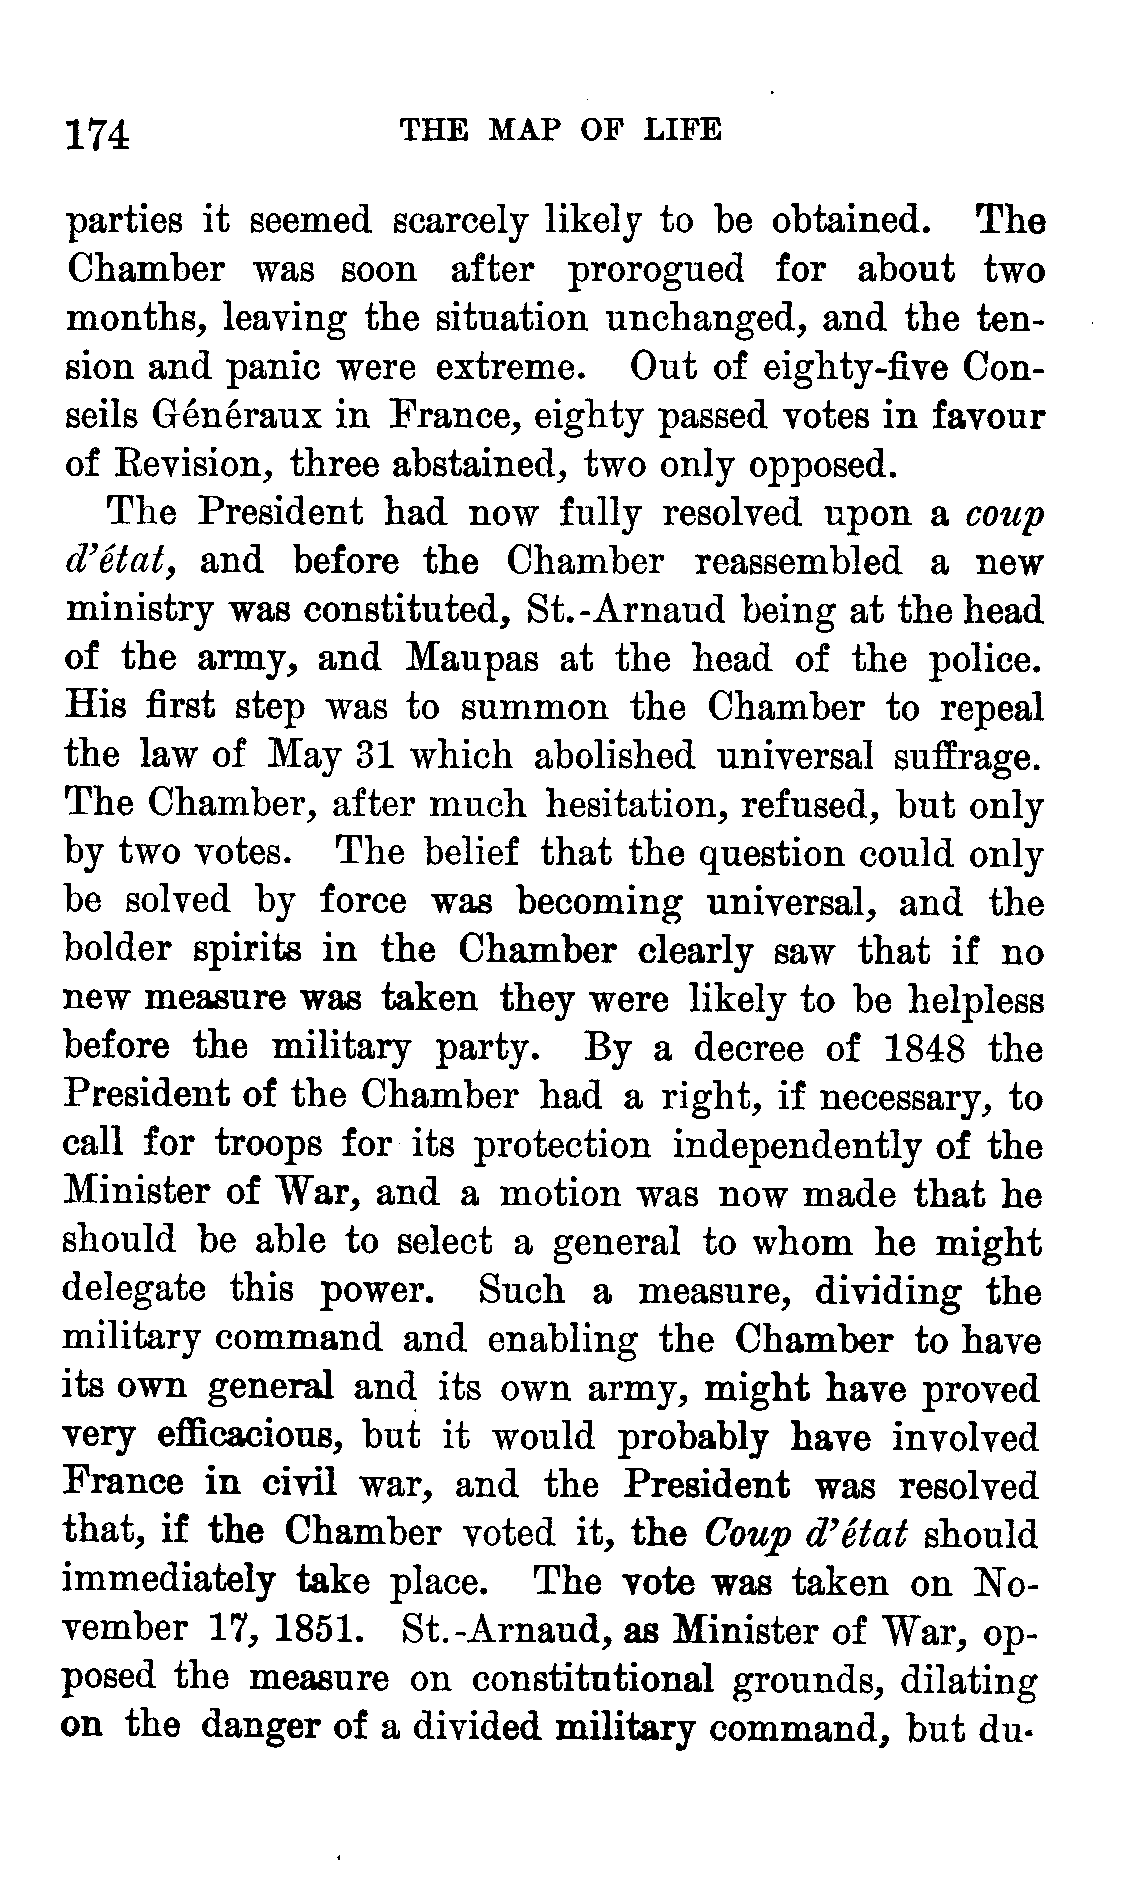 174 THE MAP OF LIFE
parties it seemed scarcely likely to be obtained. The
Chamber was soon after prorogued for about two
months, leaving the situation unchanged, and the ten-
sion and panic were extreme. Out of eighty-five Con-
seils Généraux in France, eighty passed votes in favour
of Revision, three abstained, two only opposed.
The President had now fully resolved upon a coup
d'état, and before the Chamber reassembled a new
ministry was constituted, St.-Arnaud being at the head
of the army, and Maupas at the head of the police.
His first step was to summon the Chamber to repeal
the law of May 31 which abolished universal suffrage.
The Chamber, after much hesitation, refused, but only
by two votes. The belief that the question could only
be solved by force was becoming universal, and the
bolder spirits in the Chamber clearly saw that if no
new measure was taken they were likely to be helpless
before the military party. By a decree of 1848 the
President of the Chamber had a right, if necessary, to
call for troops for its protection independently of the
Minister of War, and a motion was now made that he
should be able to select a general to whom he might
delegate this power. Such a measure, dividing the
military command and enabling the Chamber to have
its own general and its own army, might have proved
very efficacious, but it would probably have involved
France in civil war, and the President was resolved
that, if the Chamber voted it, the Coup d'état should
immediately take place. The vote was taken on No-
vember 17, 1851. St.-Arnaud, as Minister of War, op-
posed the measure on constitutional grounds, dilating
on the danger of a divided military command, but du-